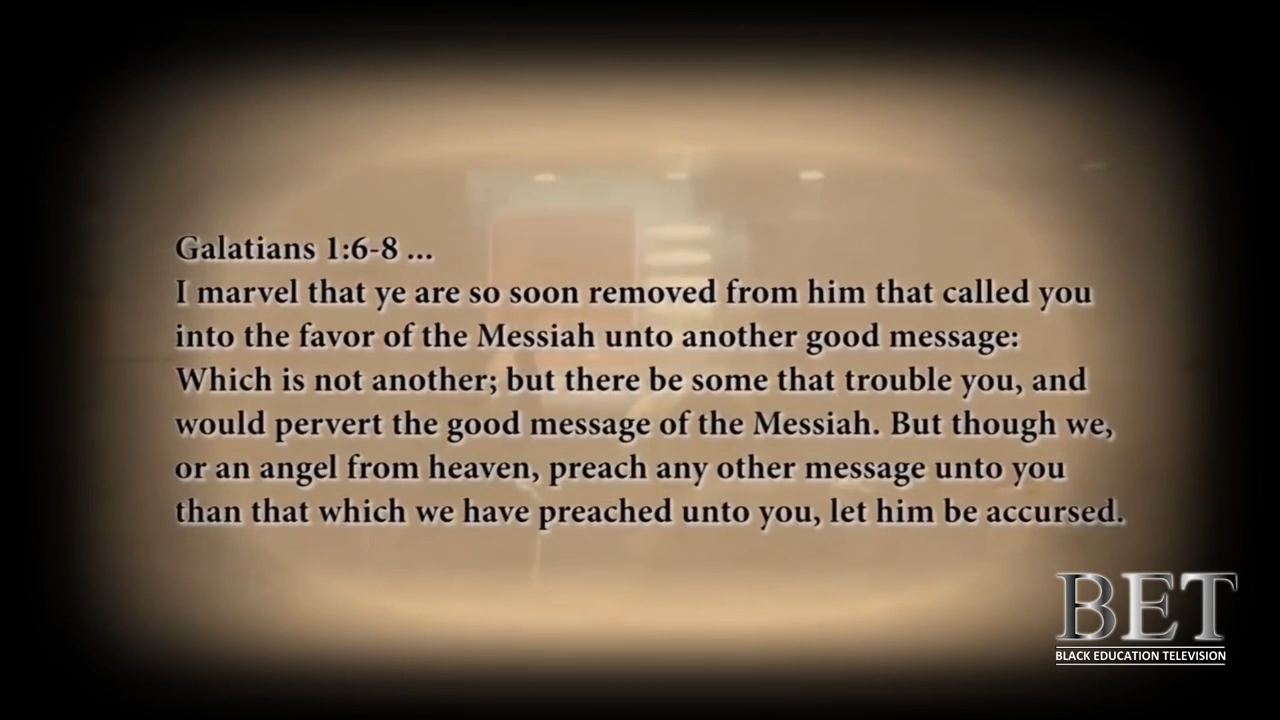 Galatians 1:6-8 ...
I marvel that ye are so soon removed from him that called you
into the favor of the Messiah unto another good message:
Which is not another; but there be some that trouble you, and
would pervert the good message of the Messiah. But though we,
or an angel from heaven, preach any other message unto you
than that which we have preached unto you, let him be accursed.
BET
BLACK EDUCATION TELEVISION